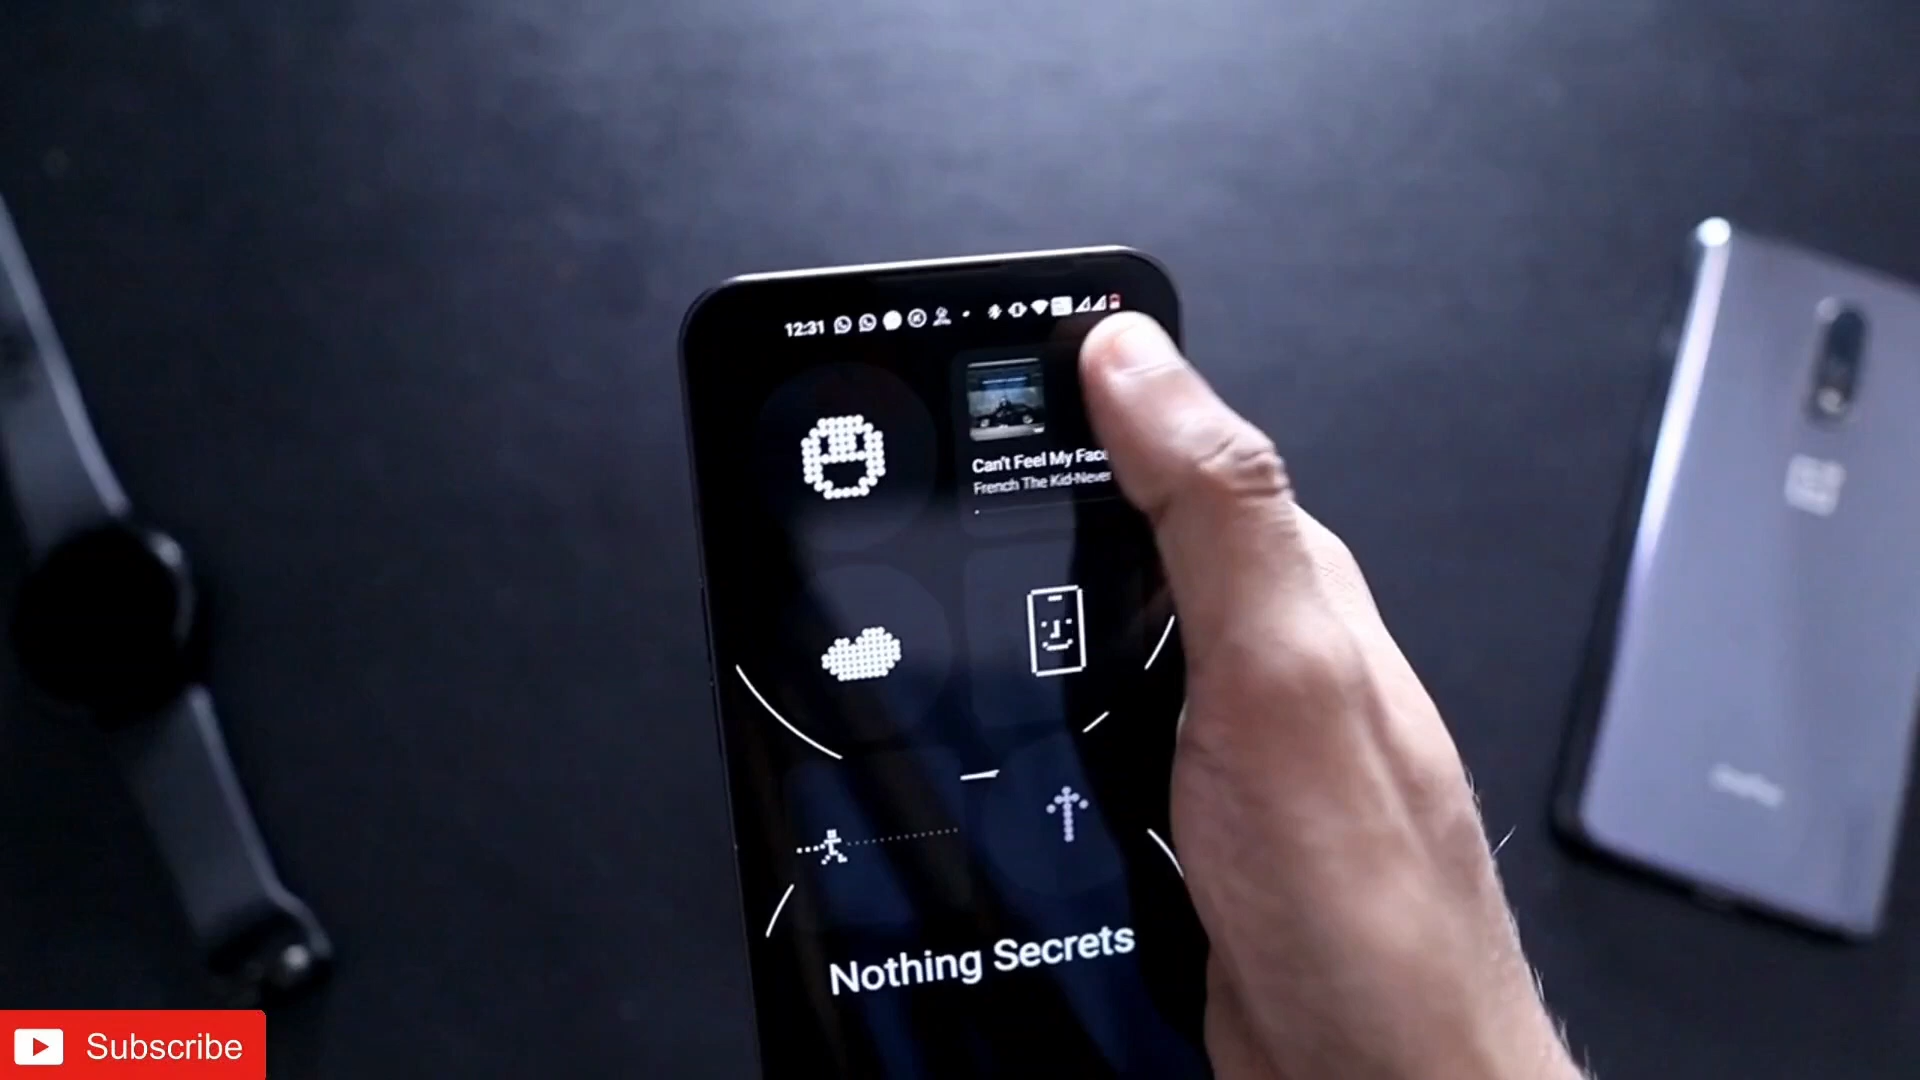 12:31
Can't Feel My Face
French The Kid-Never
Nothing Secrets
Subscribe